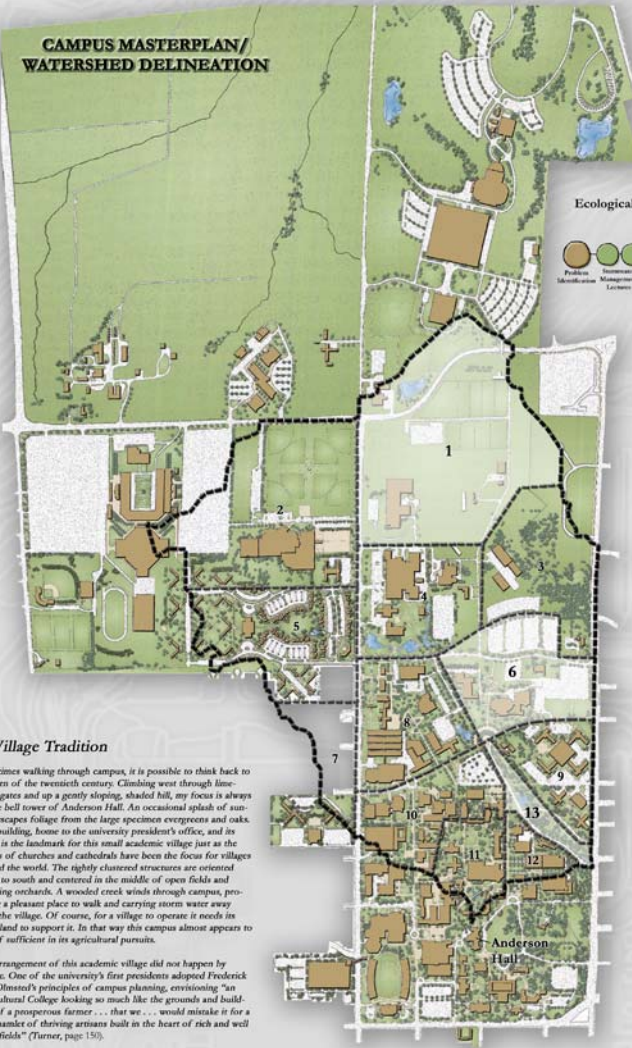 CAMPUS MASTERPLAN/
WATERSHED DELINEATION
Ecological
Problem
Identification
Management
Lectures
1
2
3
4
5
6
7
8
9
10
11
12
13
Anderson
Hall
Village Tradition
times walking through campus, it is possible to think back to
en of the twentieth century. Climbing west through lime-
gates and up a gently sloping, shaded hill, my focus is always
e bell tower of Anderson Hall. An occasional splash of sun-
scapes foliage from the large specimen evergreens and oaks.
building, home to the university president's office, and its
is the landmark for this small academic village just as the
s of churches and cathedrals have been the focus for villages
d the world. The tightly clustered structures are oriented
to south and centered in the middle of open fields and
ing orchards. A wooded creek winds through campus, pro-
a pleasant place to walk and carrying storm water away
the village. Of course, for a village to operate it needs its
land to support it. In that way this campus almost appears to
f sufficient in its agricultural pursuits.
rrangement of this academic village did not happen by
e. One of the university's first presidents adopted Frederick
Olmsted's principles of campus planning, envisioning "an
ultural College looking so much like the grounds and build-
f a prosperous farmer . . . that we . . . would mistake it for a
hamlet of thriving artisans built in the heart of rich and well
fields" (Turner, page 150).